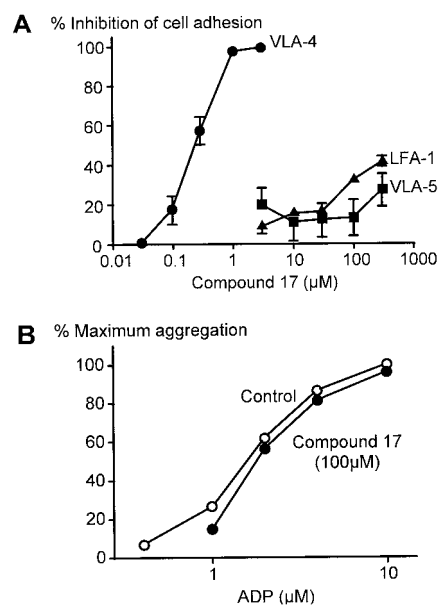 A
% Inhibition of cell adhesion
100
80
60
40
20
0
VLA-4
LFA-1
VLA-5
0.01 0.1 1 10 100 1000
Compound 17 (μM)
B
% Maximum aggregation
100
80
60
40
20
0
Control
Compound 17
(100μM)
1 10
ADP (μM)